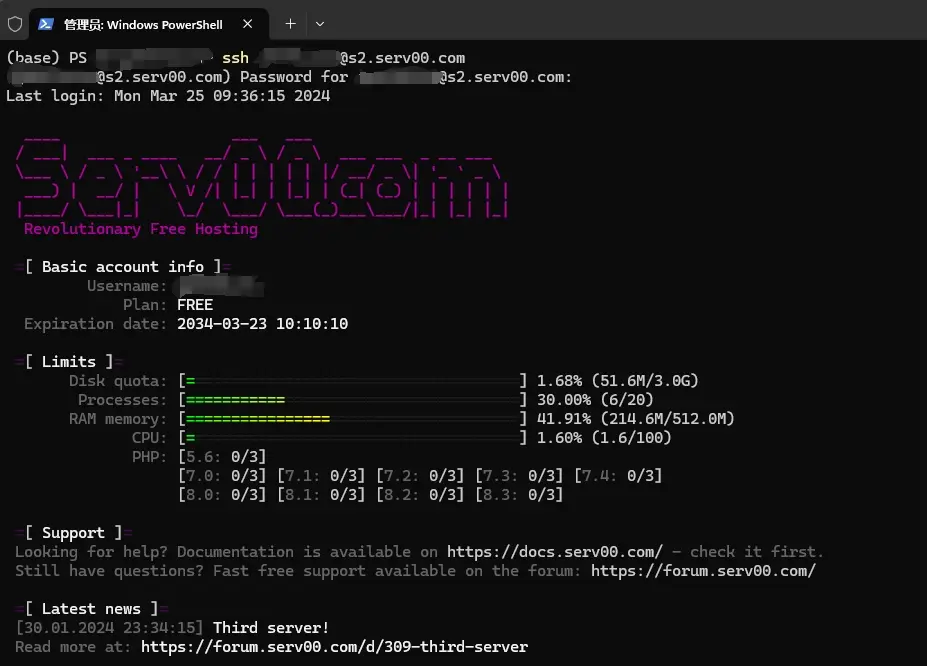 管理员: Windows PowerShell
(base) PS ssh @s2.serv00.com
@s2.serv00.com) Password for @s2.serv00.com:
Last login: Mon Mar 25 09:36:15 2024
Serv00.com
Revolutionary Free Hosting
=[ Basic account info ]=
Username:
Plan: FREE
Expiration date: 2034-03-23 10:10:10
=[ Limits ]=
Disk quota: [= ] 1.68% (51.6M/3.0G)
Processes: [=========== ] 30.00% (6/20)
RAM memory: [================ ] 41.91% (214.6M/512.0M)
CPU: [= ] 1.60% (1.6/100)
PHP: [5.6: 0/3]
[7.0: 0/3] [7.1: 0/3] [7.2: 0/3] [7.3: 0/3] [7.4: 0/3]
[8.0: 0/3] [8.1: 0/3] [8.2: 0/3] [8.3: 0/3]
=[ Support ]=
Looking for help? Documentation is available on https://docs.serv00.com/ - check it first.
Still have questions? Fast free support available on the forum: https://forum.serv00.com/
=[ Latest news ]=
[30.01.2024 23:34:15] Third server!
Read more at: https://forum.serv00.com/d/309-third-server